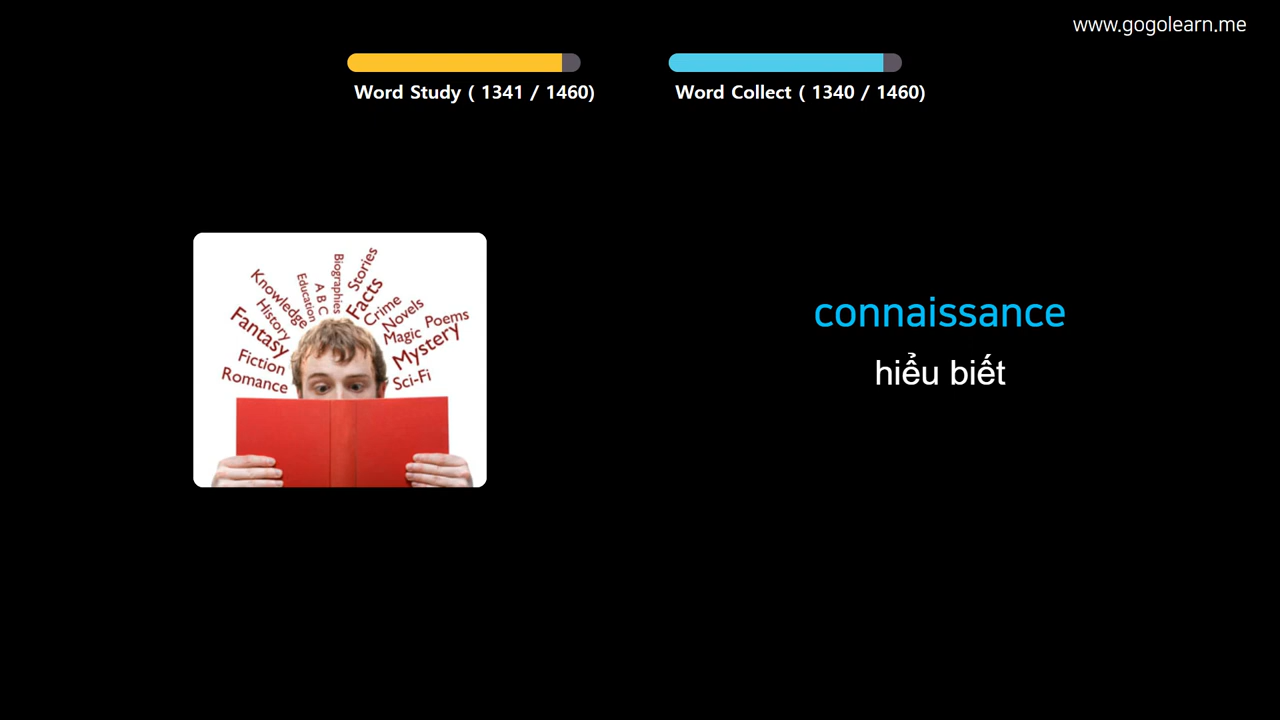 www.gogolearn.me
Word Study ( 1341 / 1460)
Word Collect ( 1340 / 1460)
Knowledge
History
Fantasy
Fiction
Romance
Education
A B C
Biographies
Stories
Facts
Crime
Novels
Magic
Poems
Mystery
Sci-Fi
connaissance
hiểu biết